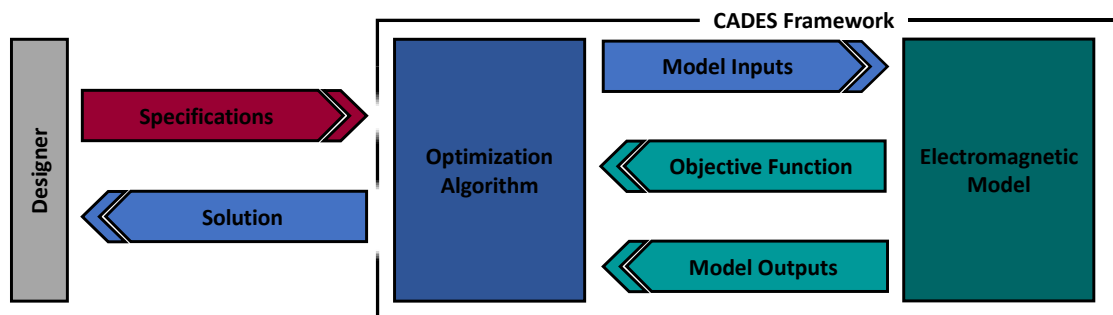 CADES Framework
Designer
Specifications
Solution
Optimization
Algorithm
Model Inputs
Objective Function
Model Outputs
Electromagnetic
Model